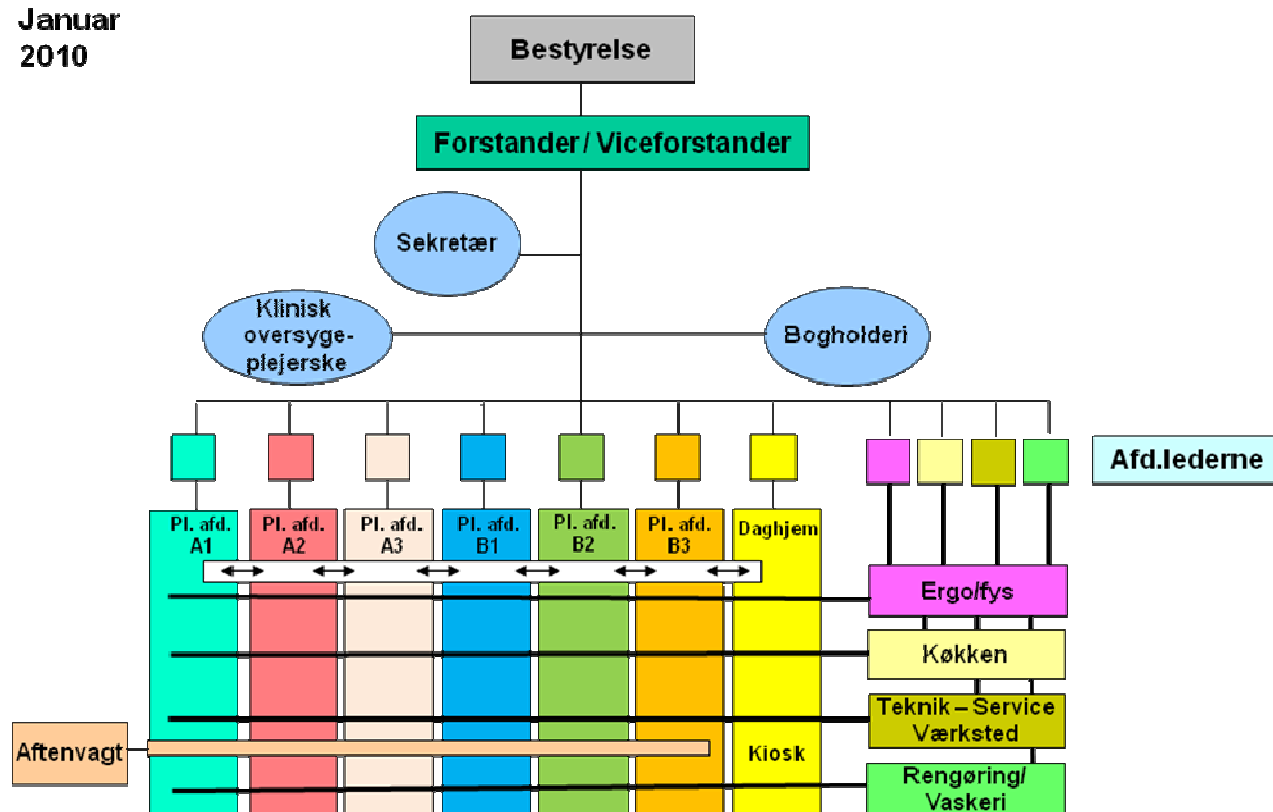 Januar
2010
Bestyrelse
Forstander / Viceforstander
Sekretær
Klinisk
oversyge-
plejerske
Bogholderi
Afd.lederne
Pl. afd.
A1
Pl. afd.
A2
Pl. afd.
A3
Pl. afd.
B1
Pl. afd.
B2
Pl. afd.
B3
Daghjem
Ergo/fys
Køkken
Teknik – Service
Værksted
Aftenvagt
Kiosk
Rengøring/
Vaskeri